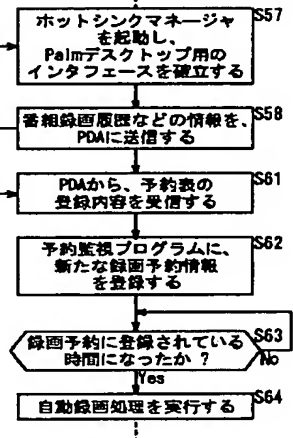 S57
ホットシンクマネージャ
を起動し、
Palmデスクトップ用の
インタフェースを確立する
S58
番組録画履歴などの情報を、
PDAに送信する
S61
PDAから、予約表の
登録内容を受信する
S62
予約監視プログラムに、
新たな録画予約情報
を登録する
S63
録画予約に登録されている
時間になったか？
No
Yes
S64
自動録画処理を実行する